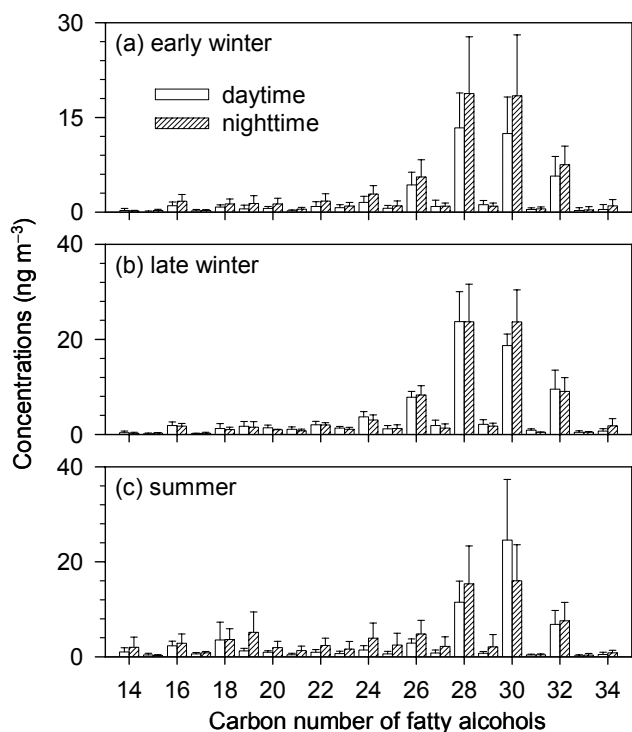 30
(a) early winter
daytime
nighttime
15
0
40
(b) late winter
20
0
40
(c) summer
20
0
14 16 18 20 22 24 26 28 30 32 34
Carbon number of fatty alcohols
Concentrations (ng m⁻³)